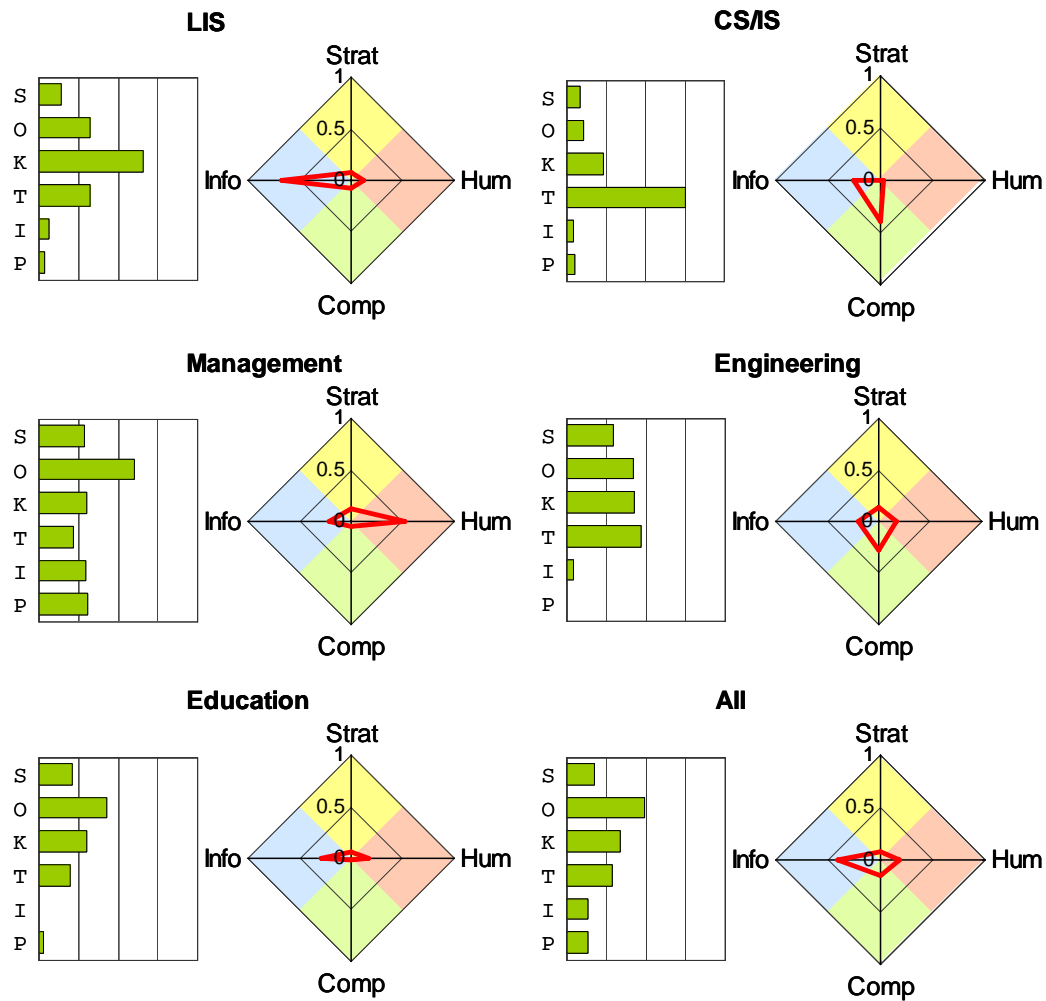 LIS
S
O
K
T
I
P
Strat
1
0.5
Info 0 Hum
Comp
CS/IS
S
O
K
T
I
P
Strat
1
0.5
Info 0 Hum
Comp
Management
S
O
K
T
I
P
Strat
1
0.5
Info 0 Hum
Comp
Engineering
S
O
K
T
I
P
Strat
1
0.5
Info 0 Hum
Comp
Education
S
O
K
T
I
P
Strat
1
0.5
Info 0 Hum
Comp
All
S
O
K
T
I
P
Strat
1
0.5
Info 0 Hum
Comp